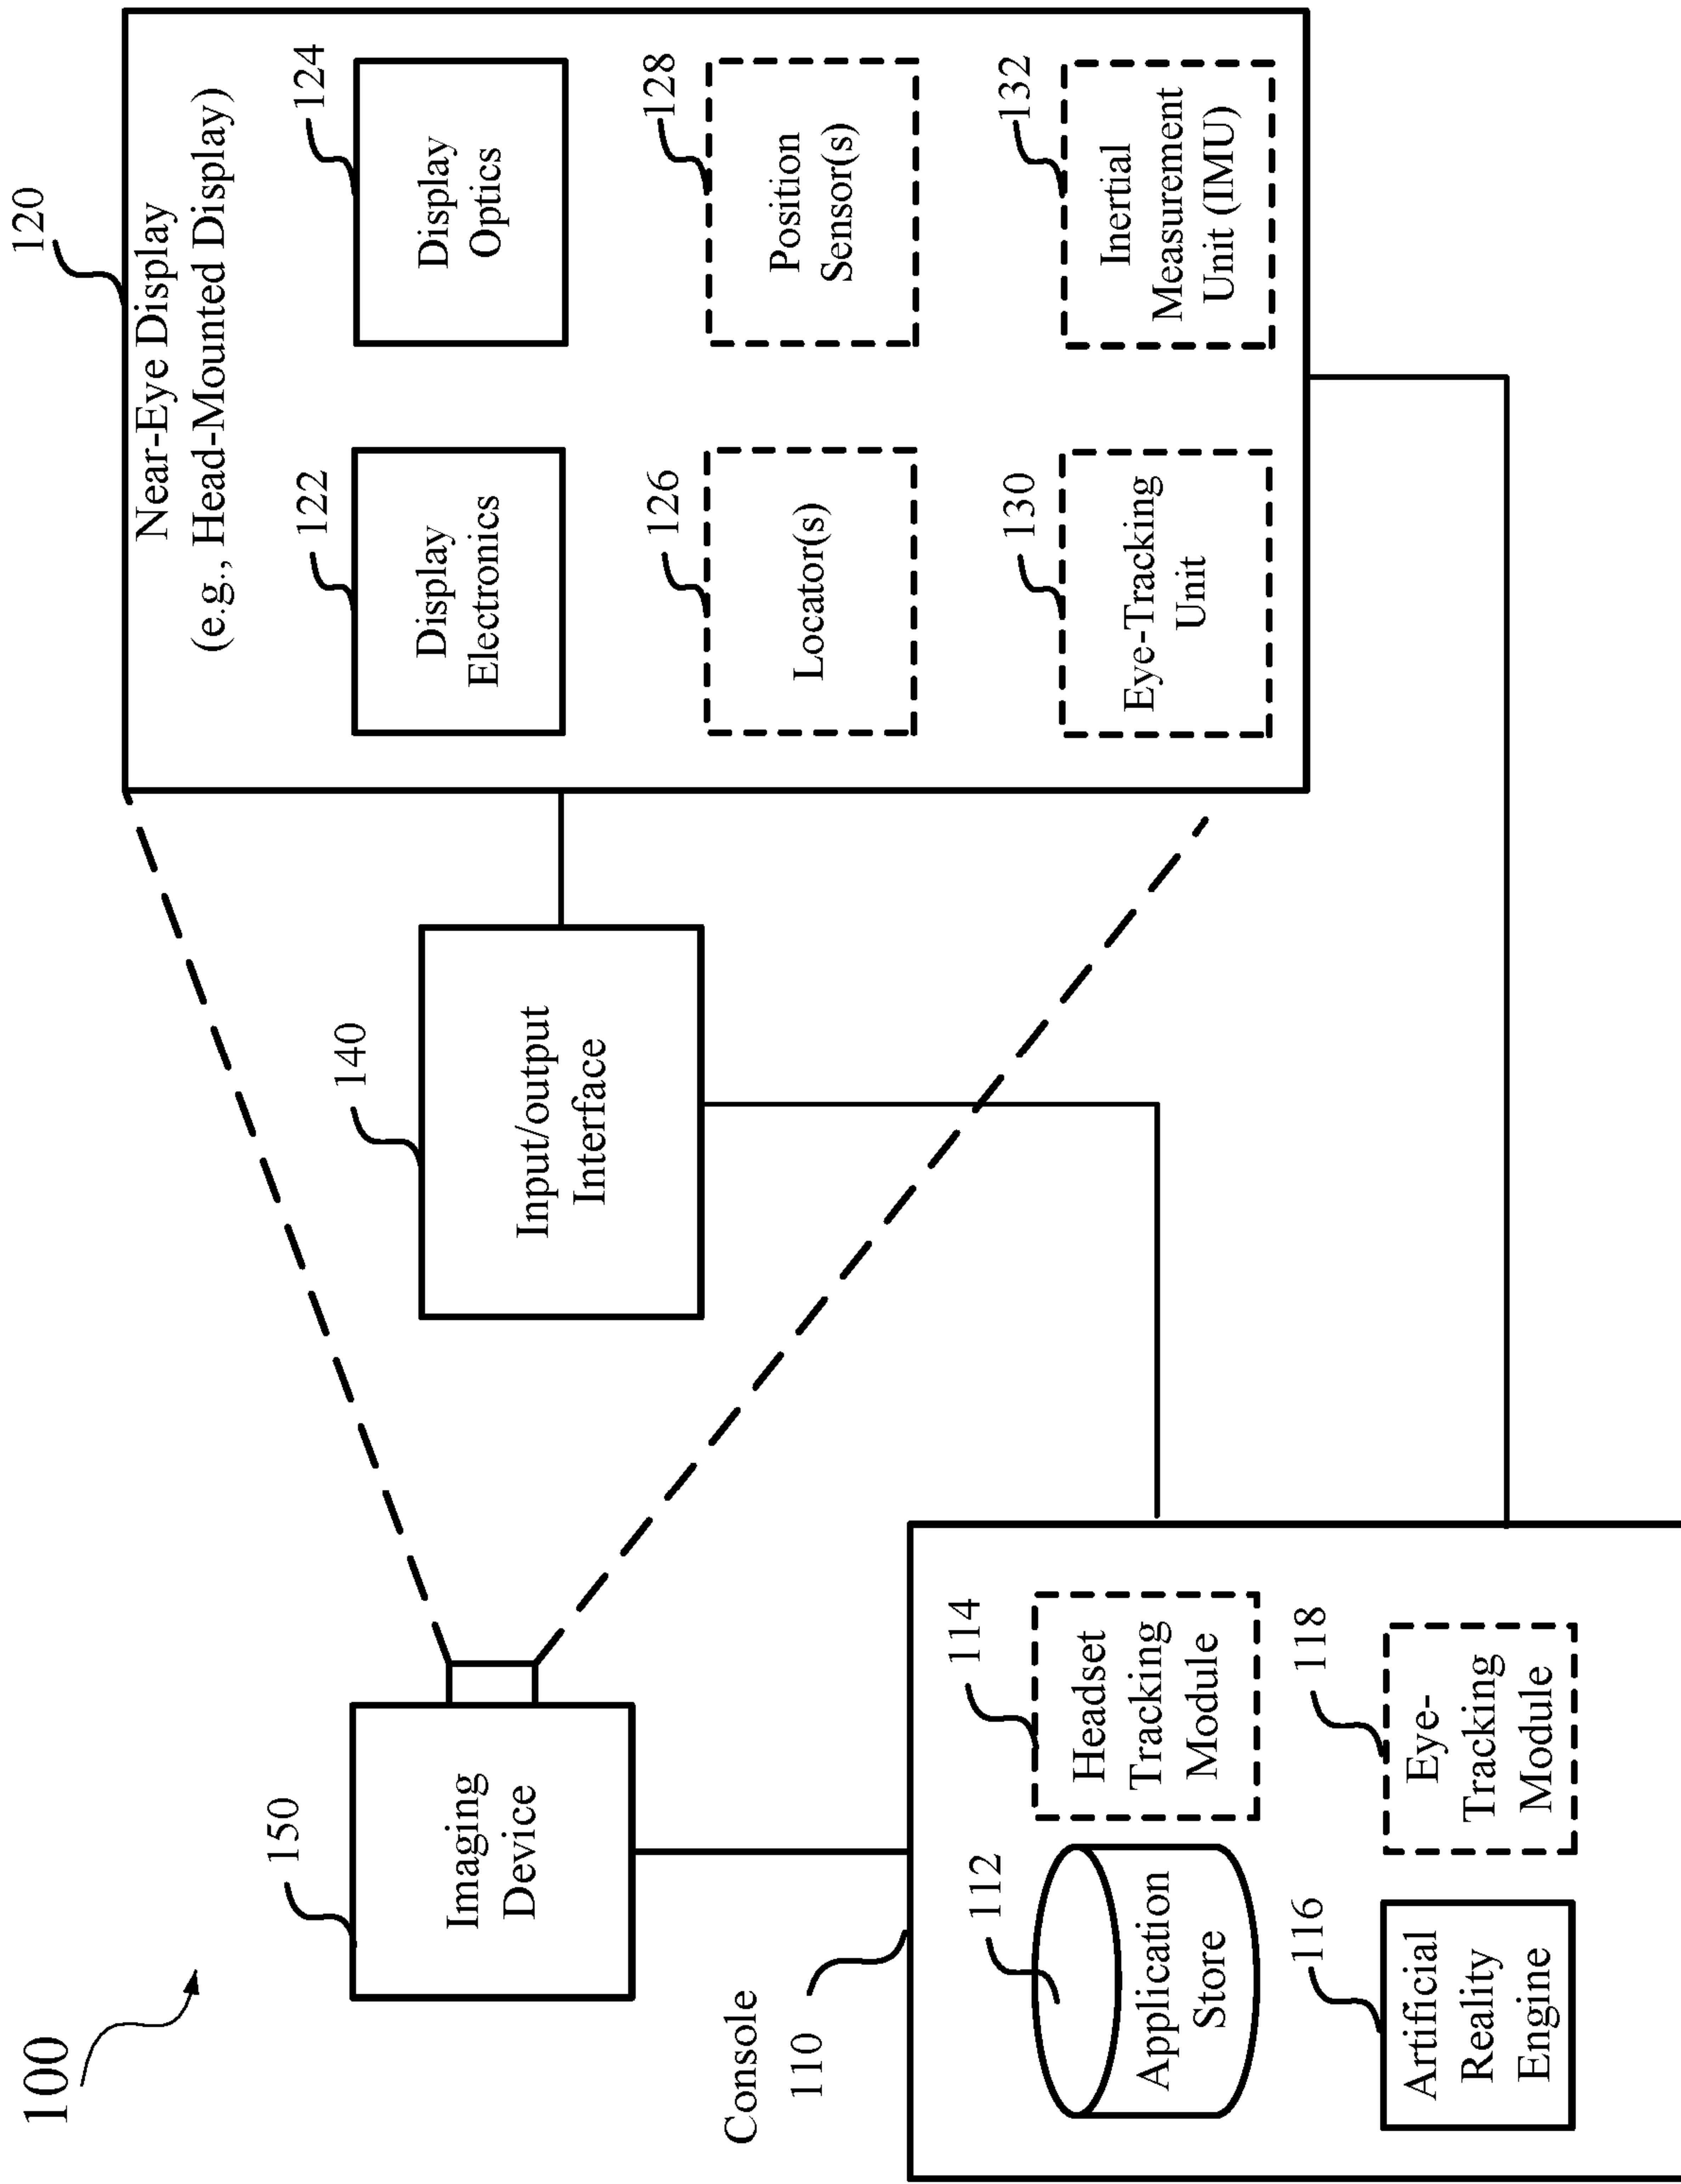 100
150
Imaging
Device
Console
110
112
Application
Store
114
Headset
Tracking
Module
116
Artificial
Reality
Engine
118
Eye-
Tracking
Module
140
Input/output
Interface
120
Near-Eye Display
(e.g., Head-Mounted Display)
122
Display
Electronics
124
Display
Optics
126
Locator(s)
128
Position
Sensor(s)
130
Eye-Tracking
Unit
132
Inertial
Measurement
Unit (IMU)